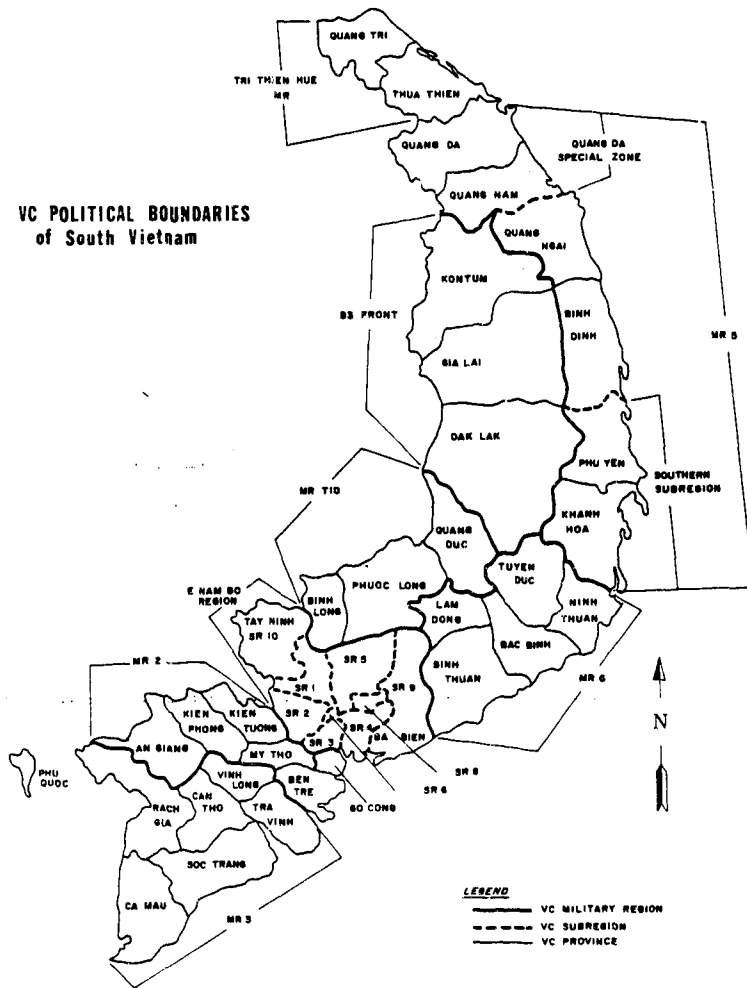 QUANG TRI
TRI THIEN HUE
MR
THUA THIEN
QUANG DA
QUANG DA
SPECIAL ZONE
VC POLITICAL BOUNDARIES
of South Vietnam
QUANG NAM
QUANG
NGAI
KONTUM
B3 FRONT
BINH
DINH
MR 5
GIA LAI
DAK LAK
PHU YEN
SOUTHERN
SUBREGION
MR T10
KHANH
HOA
QUANG
DUC
TUYEN
DUC
PHUOC LONG
E NAM BO
REGION
BINH
LONG
LAM
DONG
NINH
THUAN
TAY NINH
SR 10
BAC BINH
MR 2
SR 5
BINH
THUAN
SR 1
SR 9
MR 6
KIEN
PHONG
KIEN
TUONG
SR 2
N
AN GIANG
SR 3
SR 4
BA
BIEN
MY THO
SR 8
PHU
QUOC
VINH
LONG
BEN
TRE
SR 6
CAN
THO
GO CONG
RACH
GIA
TRA
VINH
SOC TRANG
CA MAU
MR 3
LEGEND
VC MILITARY REGION
VC SUBREGION
VC PROVINCE